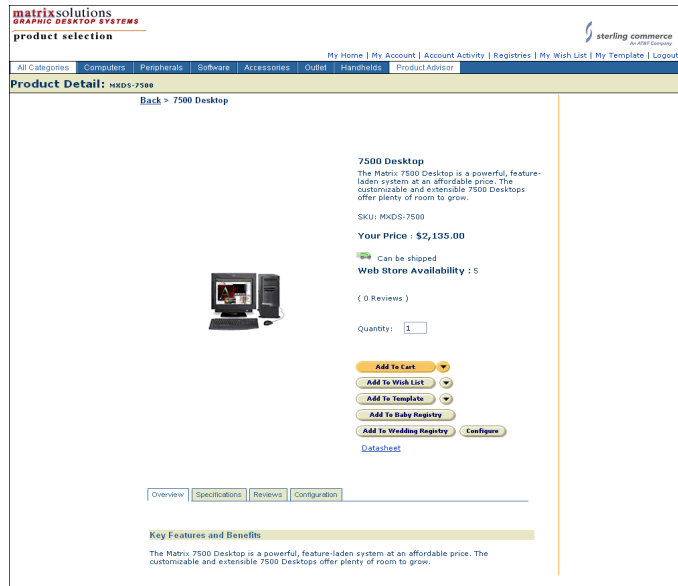 matrixsolutions
GRAPHIC DESKTOP SYSTEMS
product selection
sterling commerce
An AT&T Company
My Home | My Account | Account Activity | Registries | My Wish List | My Template | Logout
All Categories Computers Peripherals Software Accessories Outlet Handhelds Product Advisor
Product Detail: MXDS-7500
Back > 7500 Desktop
7500 Desktop
The Matrix 7500 Desktop is a powerful, feature-
laden system at an affordable price. The
customizable and extensible 7500 Desktops
offer plenty of room to grow.
SKU: MXDS-7500
Your Price : $2,135.00
Can be shipped
Web Store Availability : 5
( 0 Reviews )
Quantity: 1
Add To Cart
Add To Wish List
Add To Template
Add To Baby Registry
Add To Wedding Registry Configure
Datasheet
Overview Specifications Reviews Configuration
Key Features and Benefits
The Matrix 7500 Desktop is a powerful, feature-laden system at an affordable price. The
customizable and extensible 7500 Desktops offer plenty of room to grow.